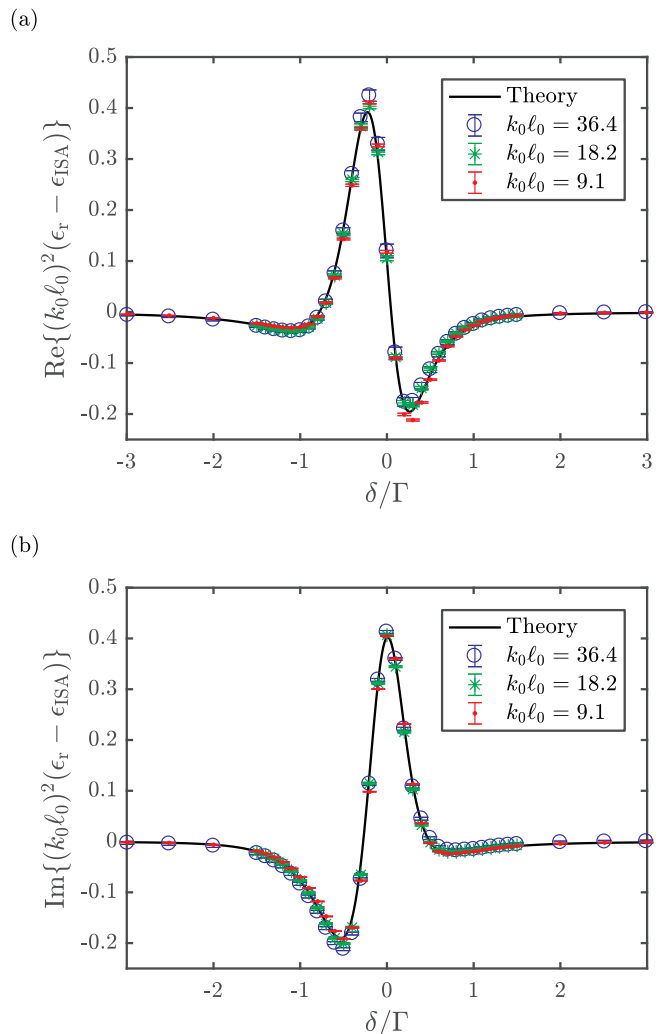 (a)
0.5
0.4
0.3
0.2
0.1
0
-0.1
-0.2
Re{(k₀ℓ₀)²(ϵᵣ − ϵ_ISA)}
Theory
k₀ℓ₀ = 36.4
k₀ℓ₀ = 18.2
k₀ℓ₀ = 9.1
-3 -2 -1 0 1 2 3
δ/Γ
(b)
0.5
0.4
0.3
0.2
0.1
0
-0.1
-0.2
Im{(k₀ℓ₀)²(ϵᵣ − ϵ_ISA)}
Theory
k₀ℓ₀ = 36.4
k₀ℓ₀ = 18.2
k₀ℓ₀ = 9.1
-2 -1 0 1 2
δ/Γ